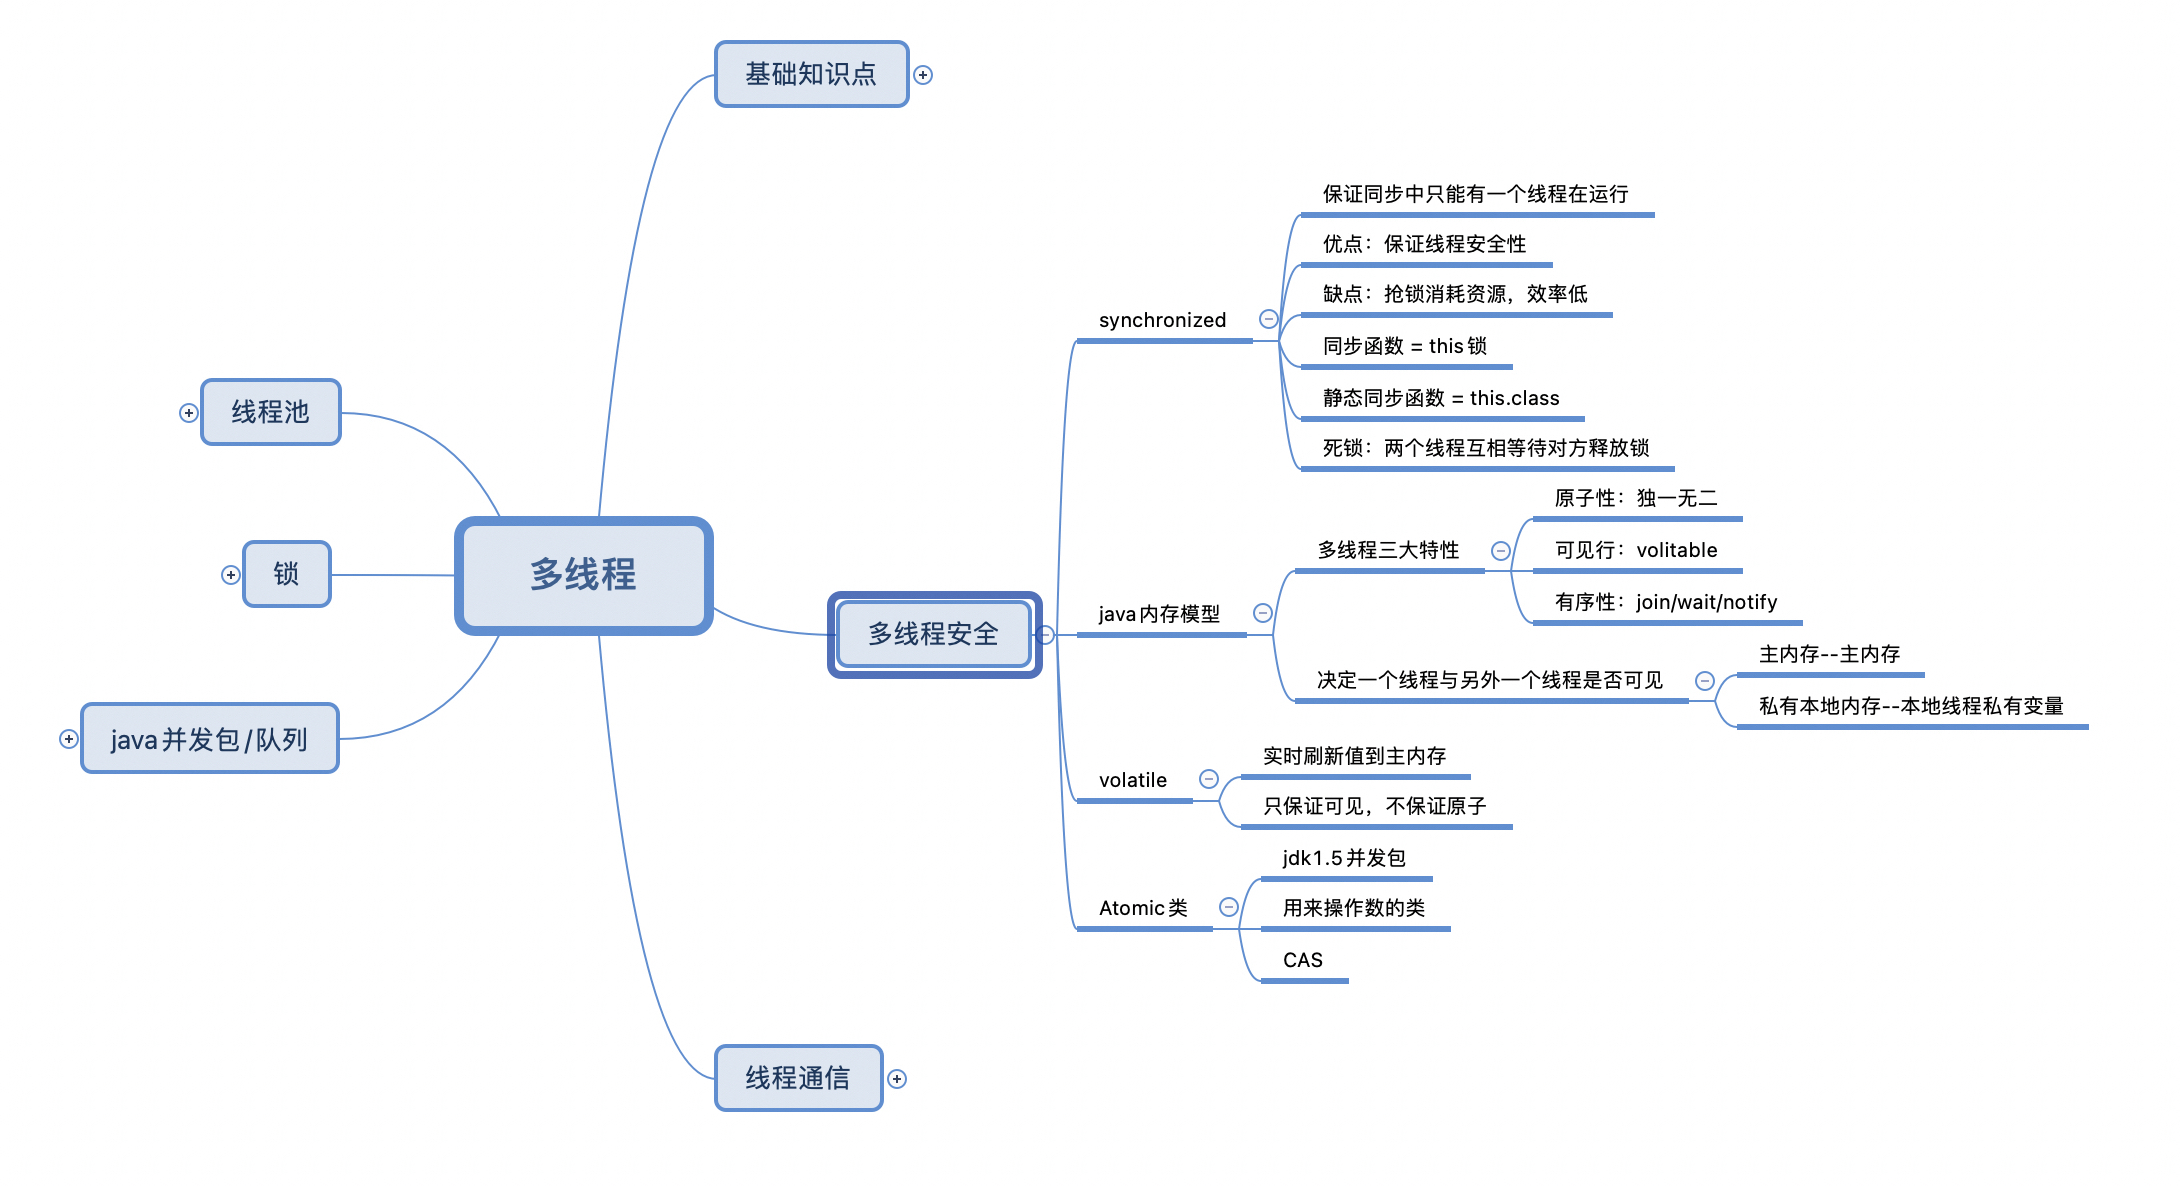 多线程
基础知识点
多线程安全
synchronized
保证同步中只能有一个线程在运行
优点：保证线程安全性
缺点：抢锁消耗资源，效率低
同步函数 = this锁
静态同步函数 = this.class
死锁：两个线程互相等待对方释放锁
java内存模型
多线程三大特性
原子性：独一无二
可见行：volitable
有序性：join/wait/notify
决定一个线程与另外一个线程是否可见
主内存--主内存
私有本地内存--本地线程私有变量
volatile
实时刷新值到主内存
只保证可见，不保证原子
Atomic类
jdk1.5并发包
用来操作数的类
CAS
线程通信
线程池
锁
java并发包/队列